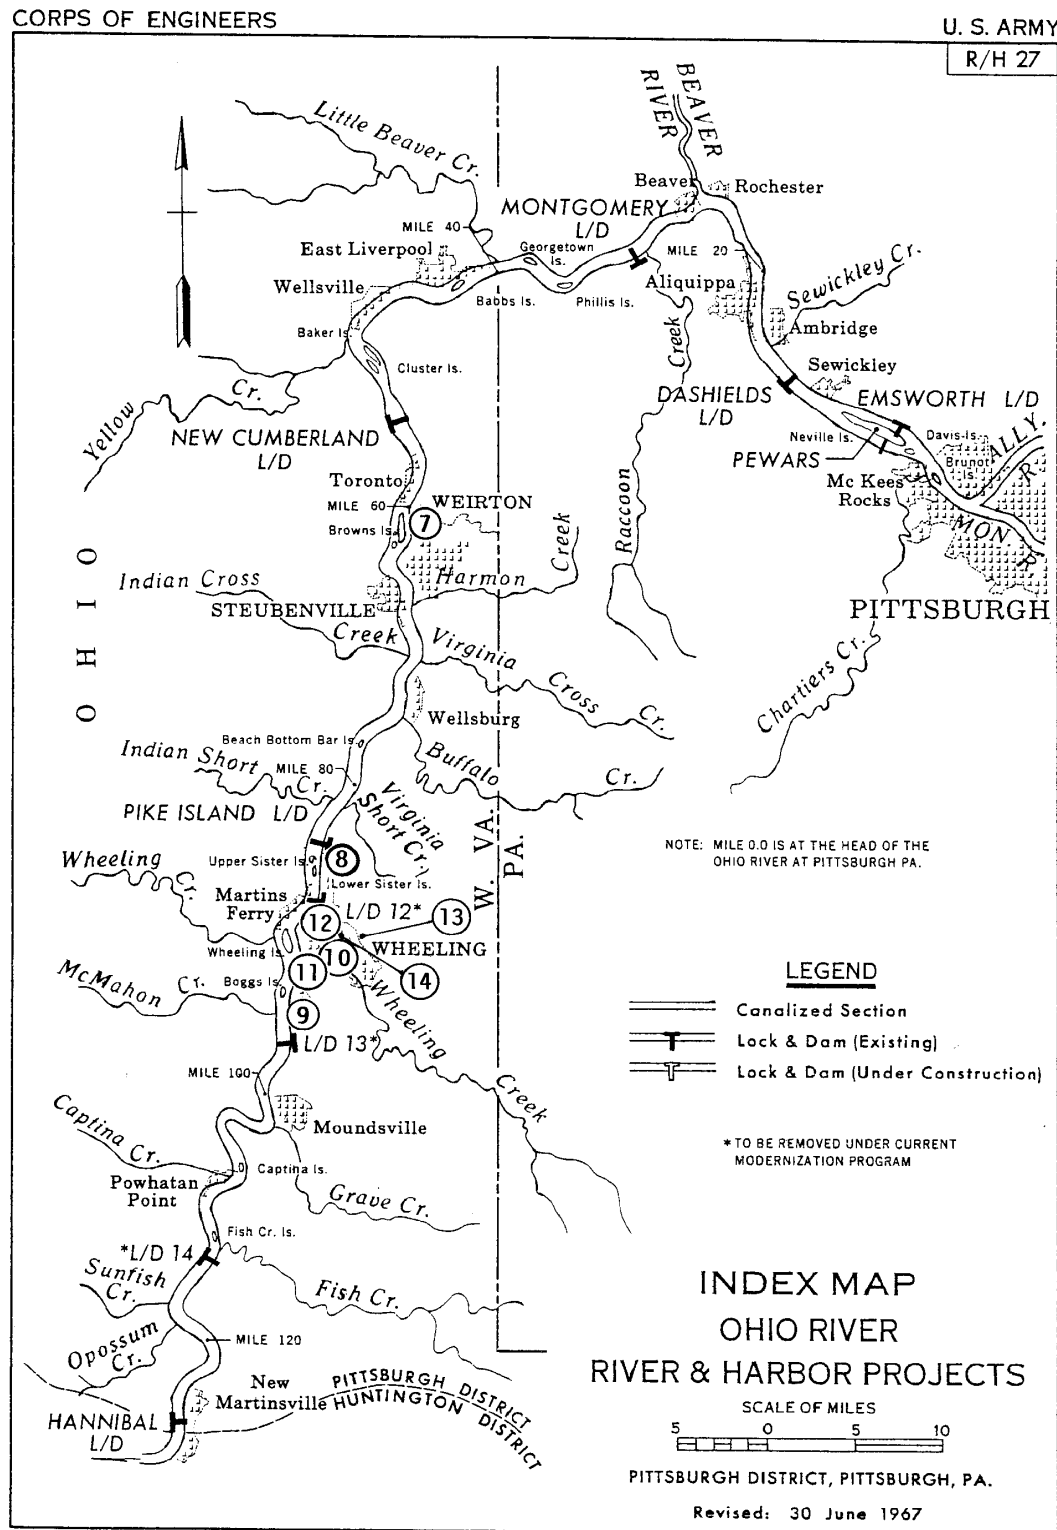 CORPS OF ENGINEERS
U. S. ARMY
R/H 27
BEAVER
RIVER
Little Beaver Cr.
Beaver
Rochester
MONTGOMERY
L/D
MILE 40
MILE 20
East Liverpool
Georgetown
Is.
Sewickley Cr.
Wellsville
Aliquippa
Babbs Is.
Phillis Is.
Baker Is.
Ambridge
Cluster Is.
Creek
Sewickley
Yellow
Cr.
DASHIELDS
L/D
EMSWORTH L/D
NEW CUMBERLAND
L/D
Neville Is.
Davis-Is.
ALLY.
R.
PEWARS
Brunot
Is.
Toronto
Mc Kees
Rocks
MILE 60
WEIRTON
7
Browns Is.
MON.
R.
Raccoon
Creek
OHIO
Indian Cross
Creek
Harmon
STEUBENVILLE
PITTSBURGH
Virginia
Cross
Cr.
Chartiers Cr.
Wellsburg
Beach Bottom Bar Is.
Indian Short
Cr.
MILE 80
Buffalo
Cr.
PIKE ISLAND L/D
Virginia
Short Cr.
W. VA.
PA.
NOTE: MILE 0.0 IS AT THE HEAD OF THE
OHIO RIVER AT PITTSBURGH PA.
Wheeling
Cr.
Upper Sister Is.
8
Lower Sister Is.
Martins
Ferry
L/D 12*
12
13
Wheeling Is.
10
WHEELING
McMahon Cr.
Boggs Is.
11
14
LEGEND
Canalized Section
9
Wheeling
Creek
L/D 13*
Lock & Dam (Existing)
MILE 100
Lock & Dam (Under Construction)
Captina Cr.
Moundsville
* TO BE REMOVED UNDER CURRENT
MODERNIZATION PROGRAM
Captina Is.
Powhatan
Point
Grave Cr.
Fish Cr. Is.
*L/D 14
Sunfish
Cr.
Fish Cr.
INDEX MAP
OHIO RIVER
RIVER & HARBOR PROJECTS
Opossum
Cr.
MILE 120
New
Martinsville
PITTSBURGH DISTRICT
HUNTINGTON DISTRICT
HANNIBAL
L/D
SCALE OF MILES
5 0 5 10
PITTSBURGH DISTRICT, PITTSBURGH, PA.
Revised: 30 June 1967